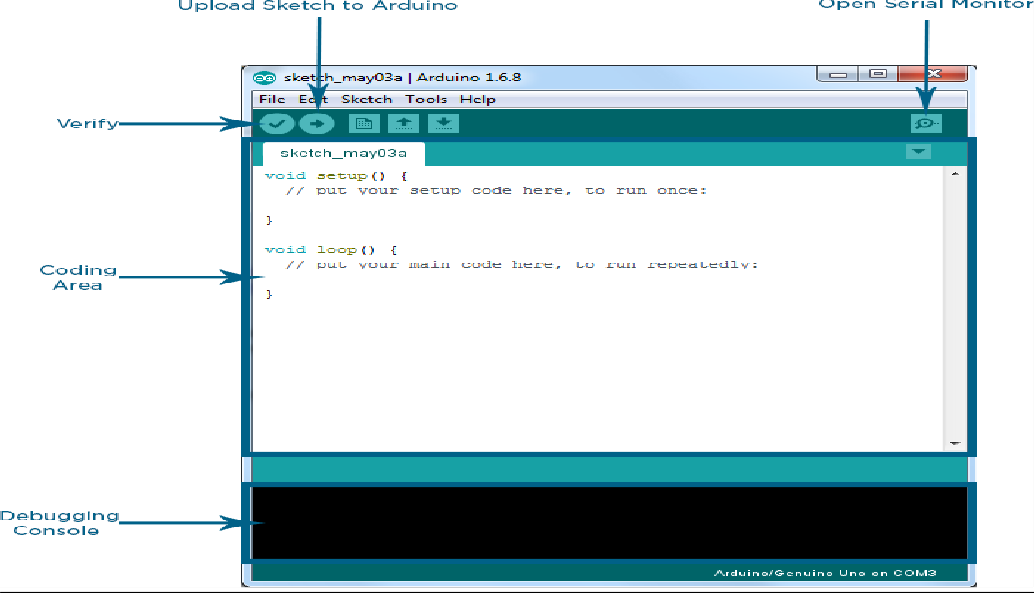 Upload Sketch to Arduino
Open Serial Monitor
sketch_may03a | Arduino 1.6.8
File Edit Sketch Tools Help
Verify
sketch_may03a
void setup() {
// put your setup code here, to run once:
}
void loop() {
// put your main code here, to run repeatedly:
}
Coding
Area
Debugging
Console
Arduino/Genuino Uno on COM3